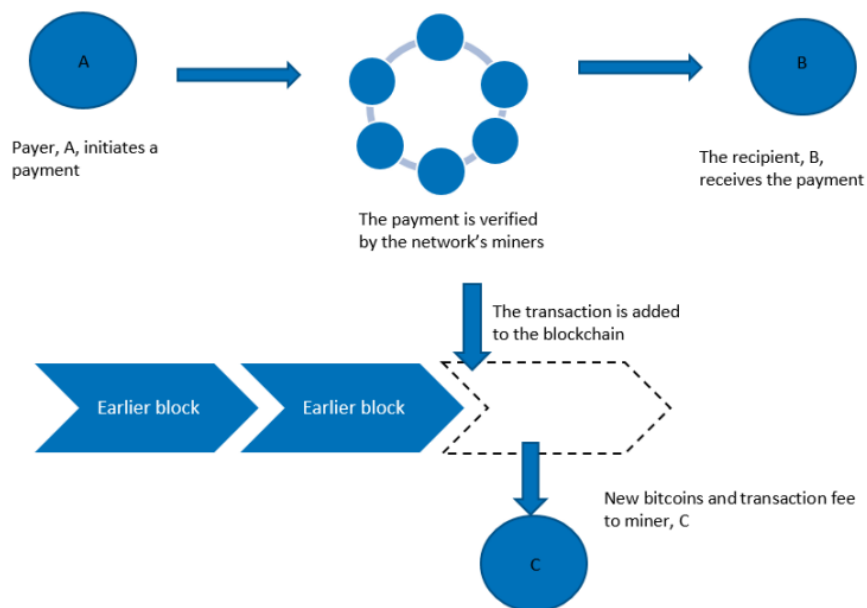 A
B
Payer, A, initiates a
payment
The recipient, B,
receives the payment
The payment is verified
by the network's miners
The transaction is added
to the blockchain
Earlier block
Earlier block
New bitcoins and transaction fee
to miner, C
C